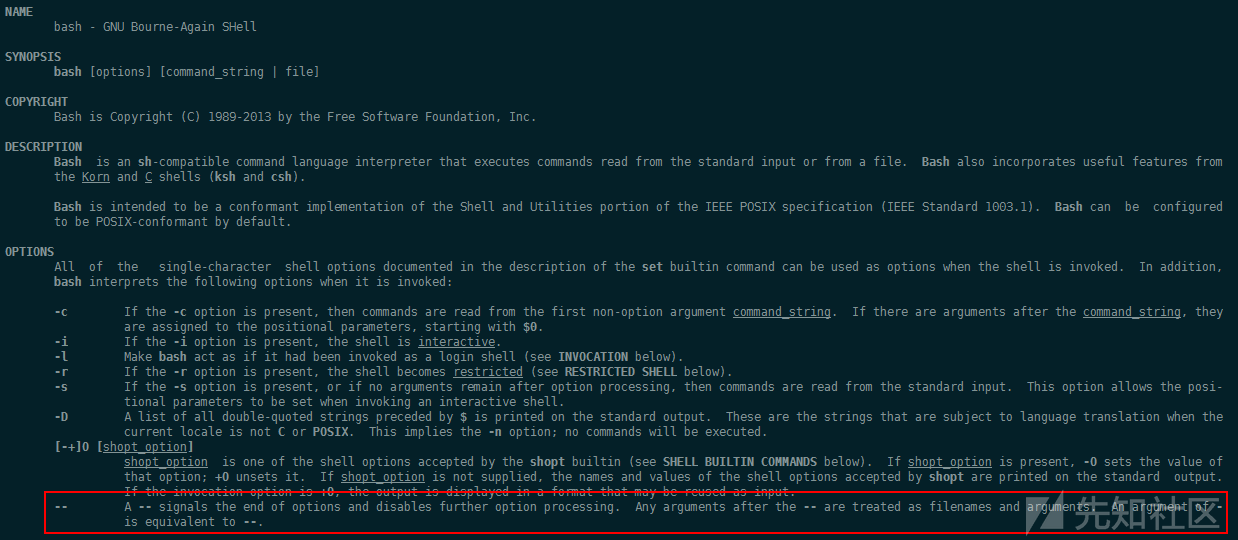 NAME
bash - GNU Bourne-Again SHell
SYNOPSIS
bash [options] [command_string | file]
COPYRIGHT
Bash is Copyright (C) 1989-2013 by the Free Software Foundation, Inc.
DESCRIPTION
Bash is an sh-compatible command language interpreter that executes commands read from the standard input or from a file. Bash also incorporates useful features from
the Korn and C shells (ksh and csh).
Bash is intended to be a conformant implementation of the Shell and Utilities portion of the IEEE POSIX specification (IEEE Standard 1003.1). Bash can be configured
to be POSIX-conformant by default.
OPTIONS
All of the single-character shell options documented in the description of the set builtin command can be used as options when the shell is invoked. In addition,
bash interprets the following options when it is invoked:
-c If the -c option is present, then commands are read from the first non-option argument command_string. If there are arguments after the command_string, they
are assigned to the positional parameters, starting with $0.
-i If the -i option is present, the shell is interactive.
-l Make bash act as if it had been invoked as a login shell (see INVOCATION below).
-r If the -r option is present, the shell becomes restricted (see RESTRICTED SHELL below).
-s If the -s option is present, or if no arguments remain after option processing, then commands are read from the standard input. This option allows the posi-
tional parameters to be set when invoking an interactive shell.
-D A list of all double-quoted strings preceded by $ is printed on the standard output. These are the strings that are subject to language translation when the
current locale is not C or POSIX. This implies the -n option; no commands will be executed.
[-+]O [shopt_option]
shopt_option is one of the shell options accepted by the shopt builtin (see SHELL BUILTIN COMMANDS below). If shopt_option is present, -O sets the value of
that option; +O unsets it. If shopt_option is not supplied, the names and values of the shell options accepted by shopt are printed on the standard output.
If the invocation option is +O, the output is displayed in a format that may be reused as input.
-- A -- signals the end of options and disables further option processing. Any arguments after the -- are treated as filenames and arguments. An argument of -
is equivalent to --.
先知社区